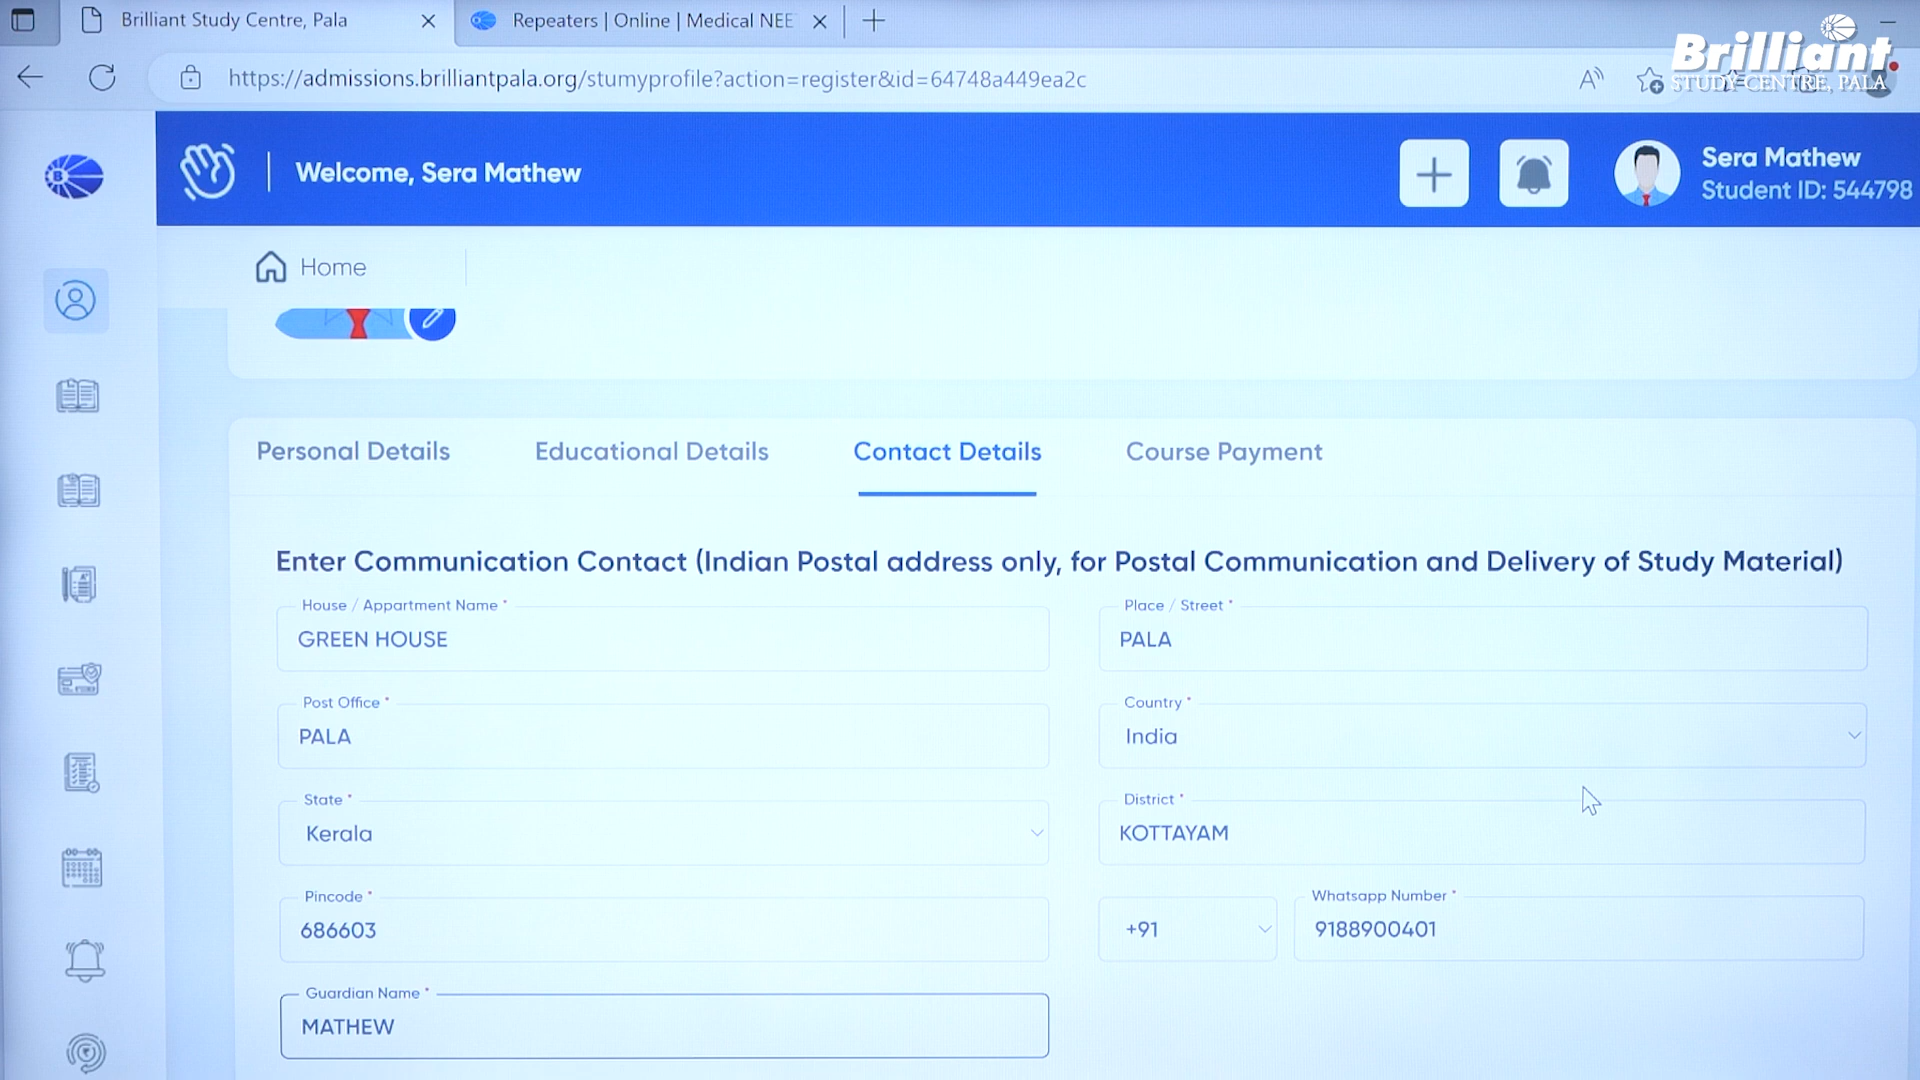 Brilliant Study Centre, Pala
Repeaters | Online | Medical NEE
https://admissions.brilliantpala.org/stumyprofile?action=register&id=64748a449ea2c
Brilliant
STUDY CENTRE, PALA
Welcome, Sera Mathew
Sera Mathew
Student ID: 544798
Home
Personal Details
Educational Details
Contact Details
Course Payment
Enter Communication Contact (Indian Postal address only, for Postal Communication and Delivery of Study Material)
House / Appartment Name *
GREEN HOUSE
Place / Street *
PALA
Post Office *
PALA
Country *
India
State *
Kerala
District *
KOTTAYAM
Pincode *
686603
+91
Whatsapp Number *
9188900401
Guardian Name *
MATHEW